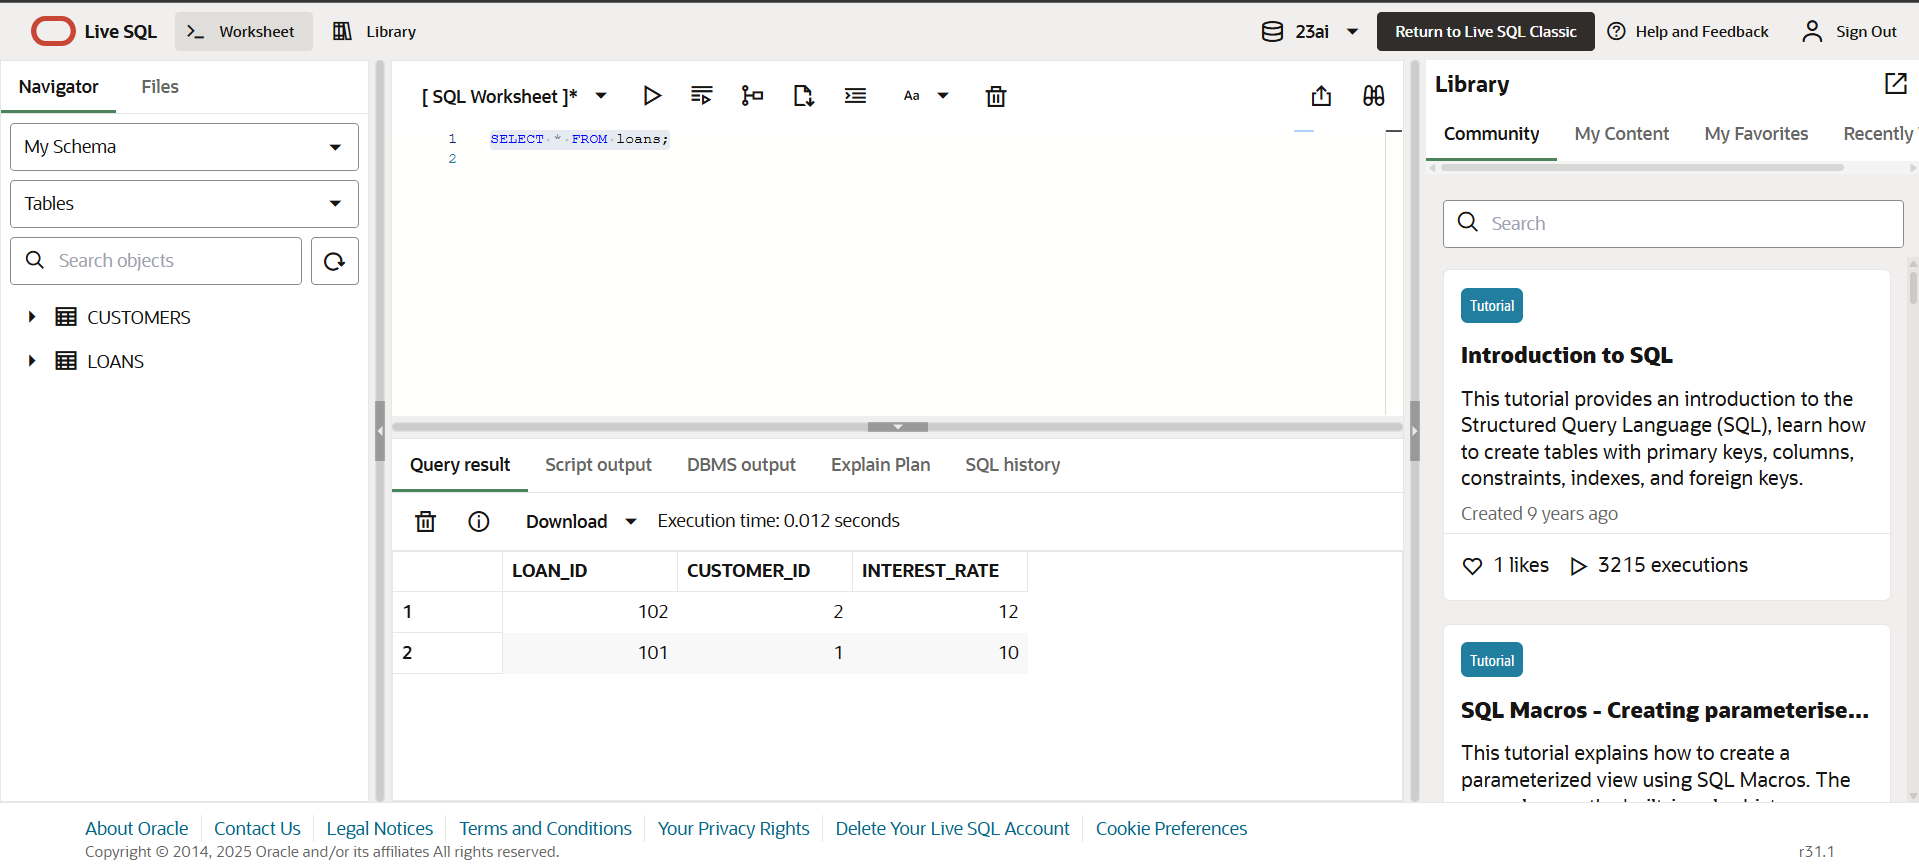 Live SQL
Worksheet
Library
23ai
Return to Live SQL Classic
Help and Feedback
Sign Out
Navigator
Files
My Schema
Tables
Search objects
CUSTOMERS
LOANS
[ SQL Worksheet ]*
Aa
1 SELECT * FROM loans;
2
Query result
Script output
DBMS output
Explain Plan
SQL history
Download
Execution time: 0.012 seconds
LOAN_ID CUSTOMER_ID INTEREST_RATE
1 102 2 12
2 101 1 10
Library
Community
My Content
My Favorites
Recently
Search
Tutorial
Introduction to SQL
This tutorial provides an introduction to the
Structured Query Language (SQL), learn how
to create tables with primary keys, columns,
constraints, indexes, and foreign keys.
Created 9 years ago
1 likes
3215 executions
Tutorial
SQL Macros - Creating parameterise...
This tutorial explains how to create a
parameterized view using SQL Macros. The
About Oracle
Contact Us
Legal Notices
Terms and Conditions
Your Privacy Rights
Delete Your Live SQL Account
Cookie Preferences
Copyright © 2014, 2025 Oracle and/or its affiliates All rights reserved.
r31.1